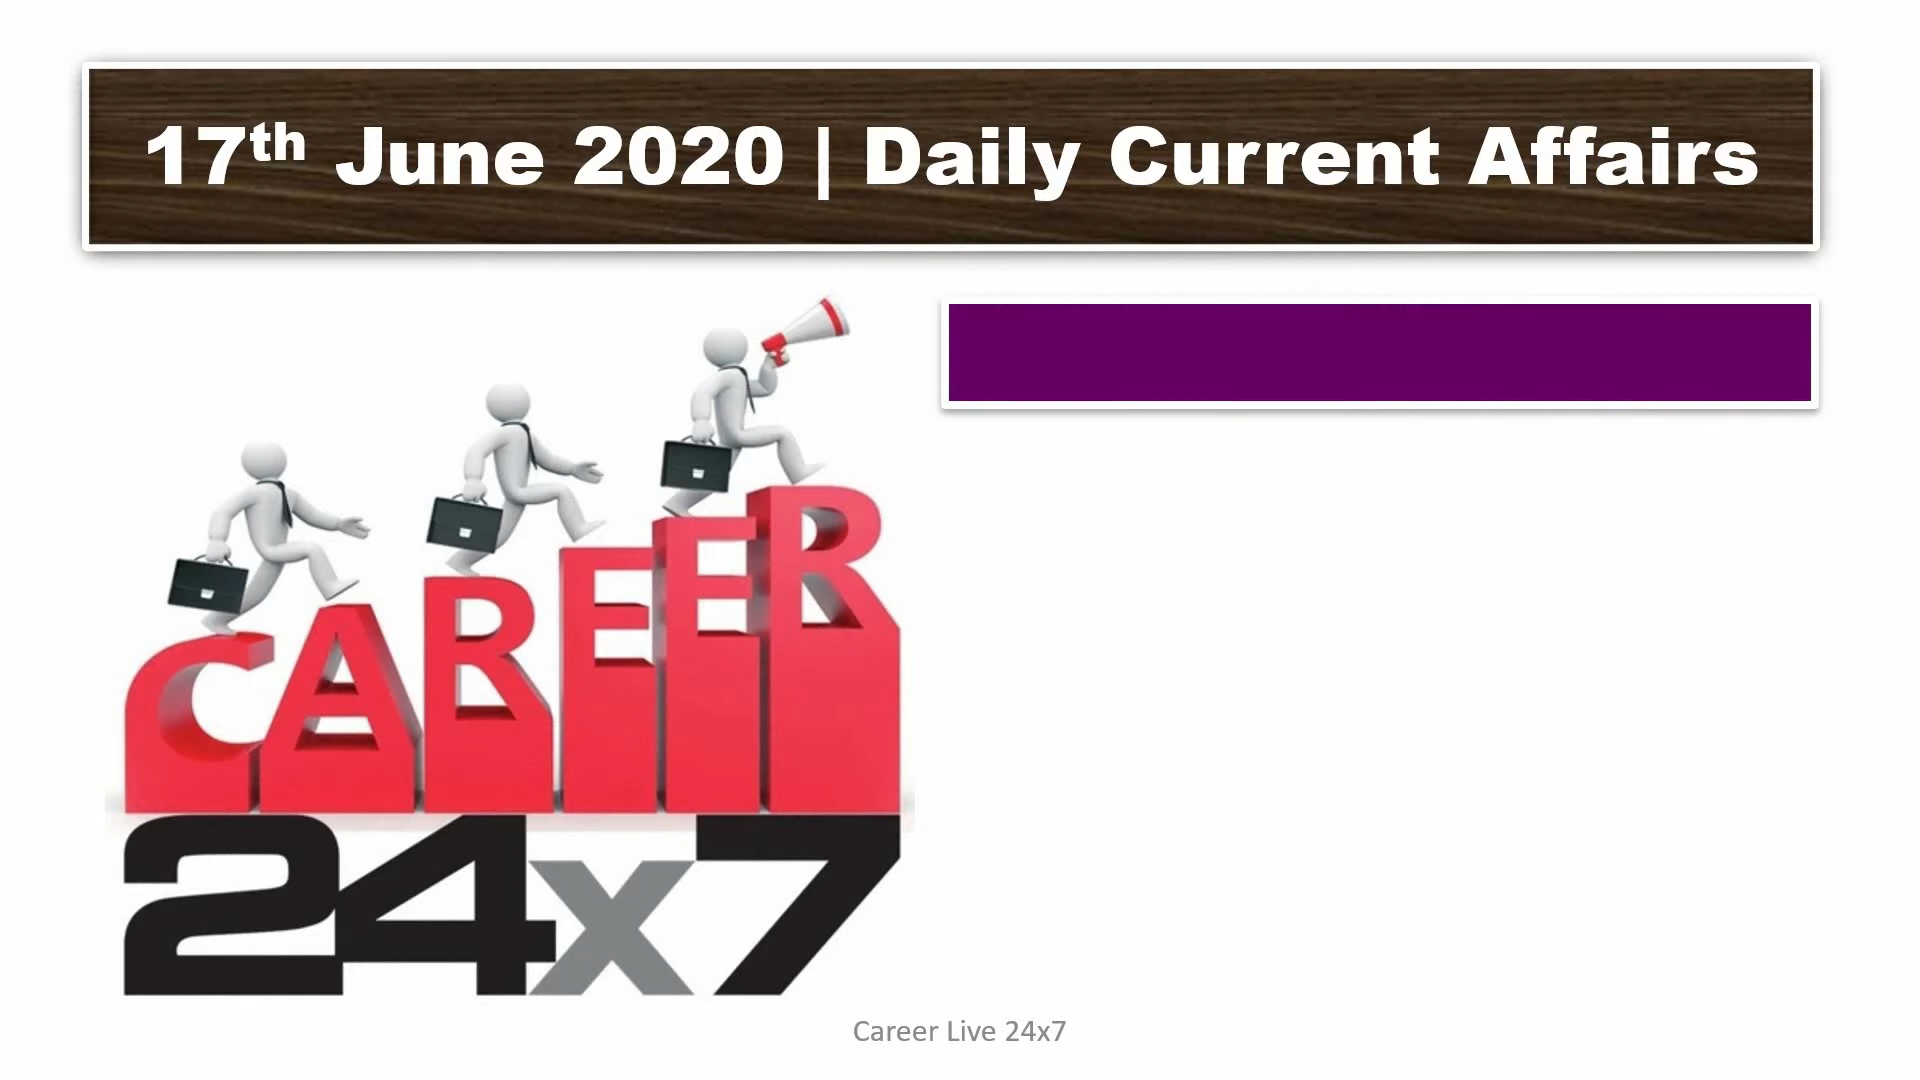 17th June 2020 | Daily Current Affairs
CAREER
24x7
Career Live 24x7